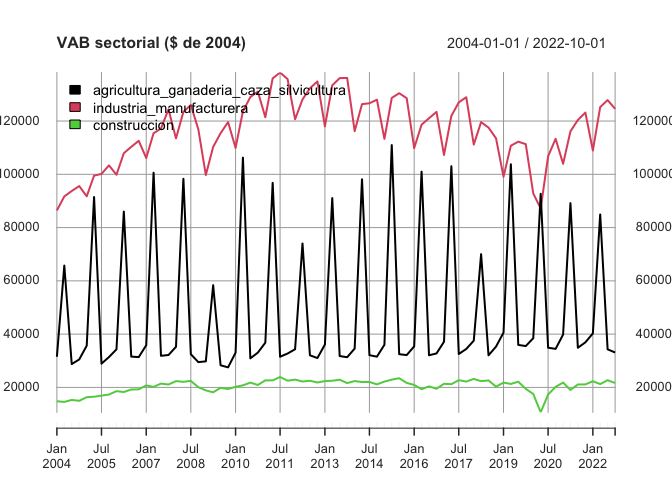 VAB sectorial ($ de 2004) 2004-01-01 / 2022-10-01
agricultura_ganaderia_caza_silvicultura
industria_manufacturera
construccion
120000 120000
100000 100000
80000 80000
60000 60000
40000 40000
20000 20000
Jan Jul Jan Jul Jan Jul Jan Jul Jan Jul Jan Jul Jan
2004 2005 2007 2008 2010 2011 2013 2014 2016 2017 2019 2020 2022